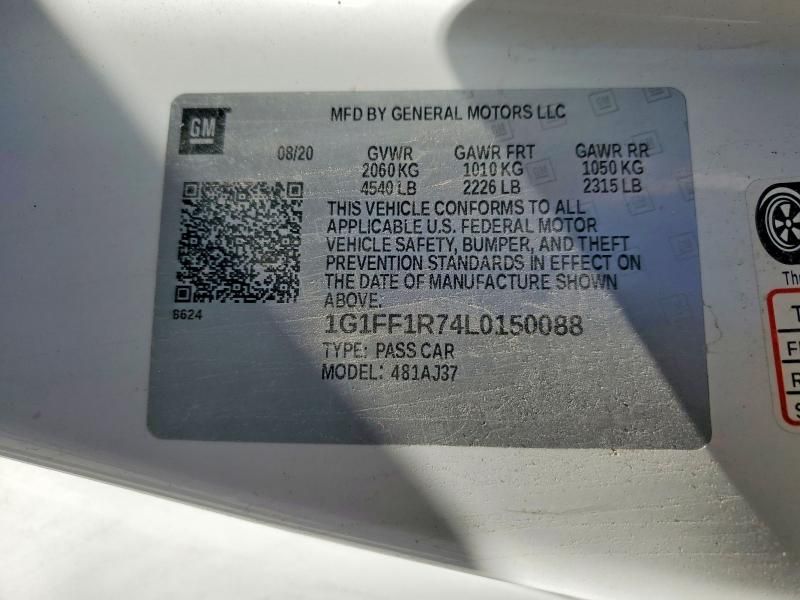 GM
MFD BY GENERAL MOTORS LLC
08/20 GVWR GAWR FRT GAWR RR
2060 KG 1010 KG 1050 KG
4540 LB 2226 LB 2315 LB
THIS VEHICLE CONFORMS TO ALL
APPLICABLE U.S. FEDERAL MOTOR
VEHICLE SAFETY, BUMPER, AND THEFT
PREVENTION STANDARDS IN EFFECT ON
THE DATE OF MANUFACTURE SHOWN
ABOVE.
8624
1G1FF1R74L0150088
TYPE: PASS CAR
MODEL: 481AJ37